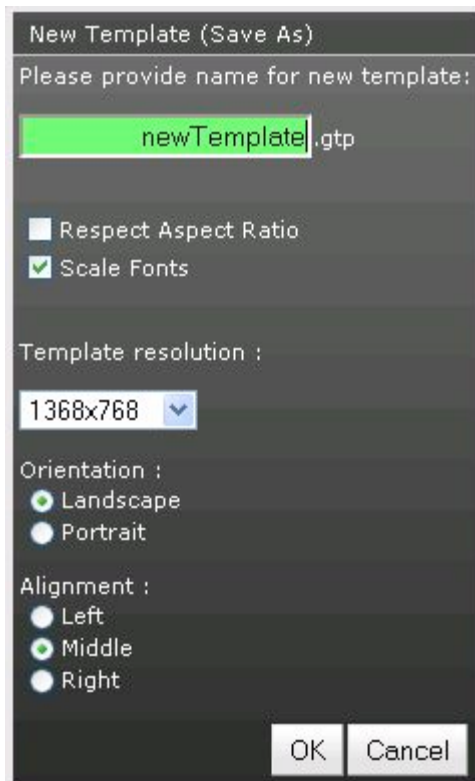 New Template (Save As)
Please provide name for new template:
newTemplate.gtp
Respect Aspect Ratio
Scale Fonts
Template resolution :
1368x768
Orientation :
Landscape
Portrait
Alignment :
Left
Middle
Right
OK Cancel